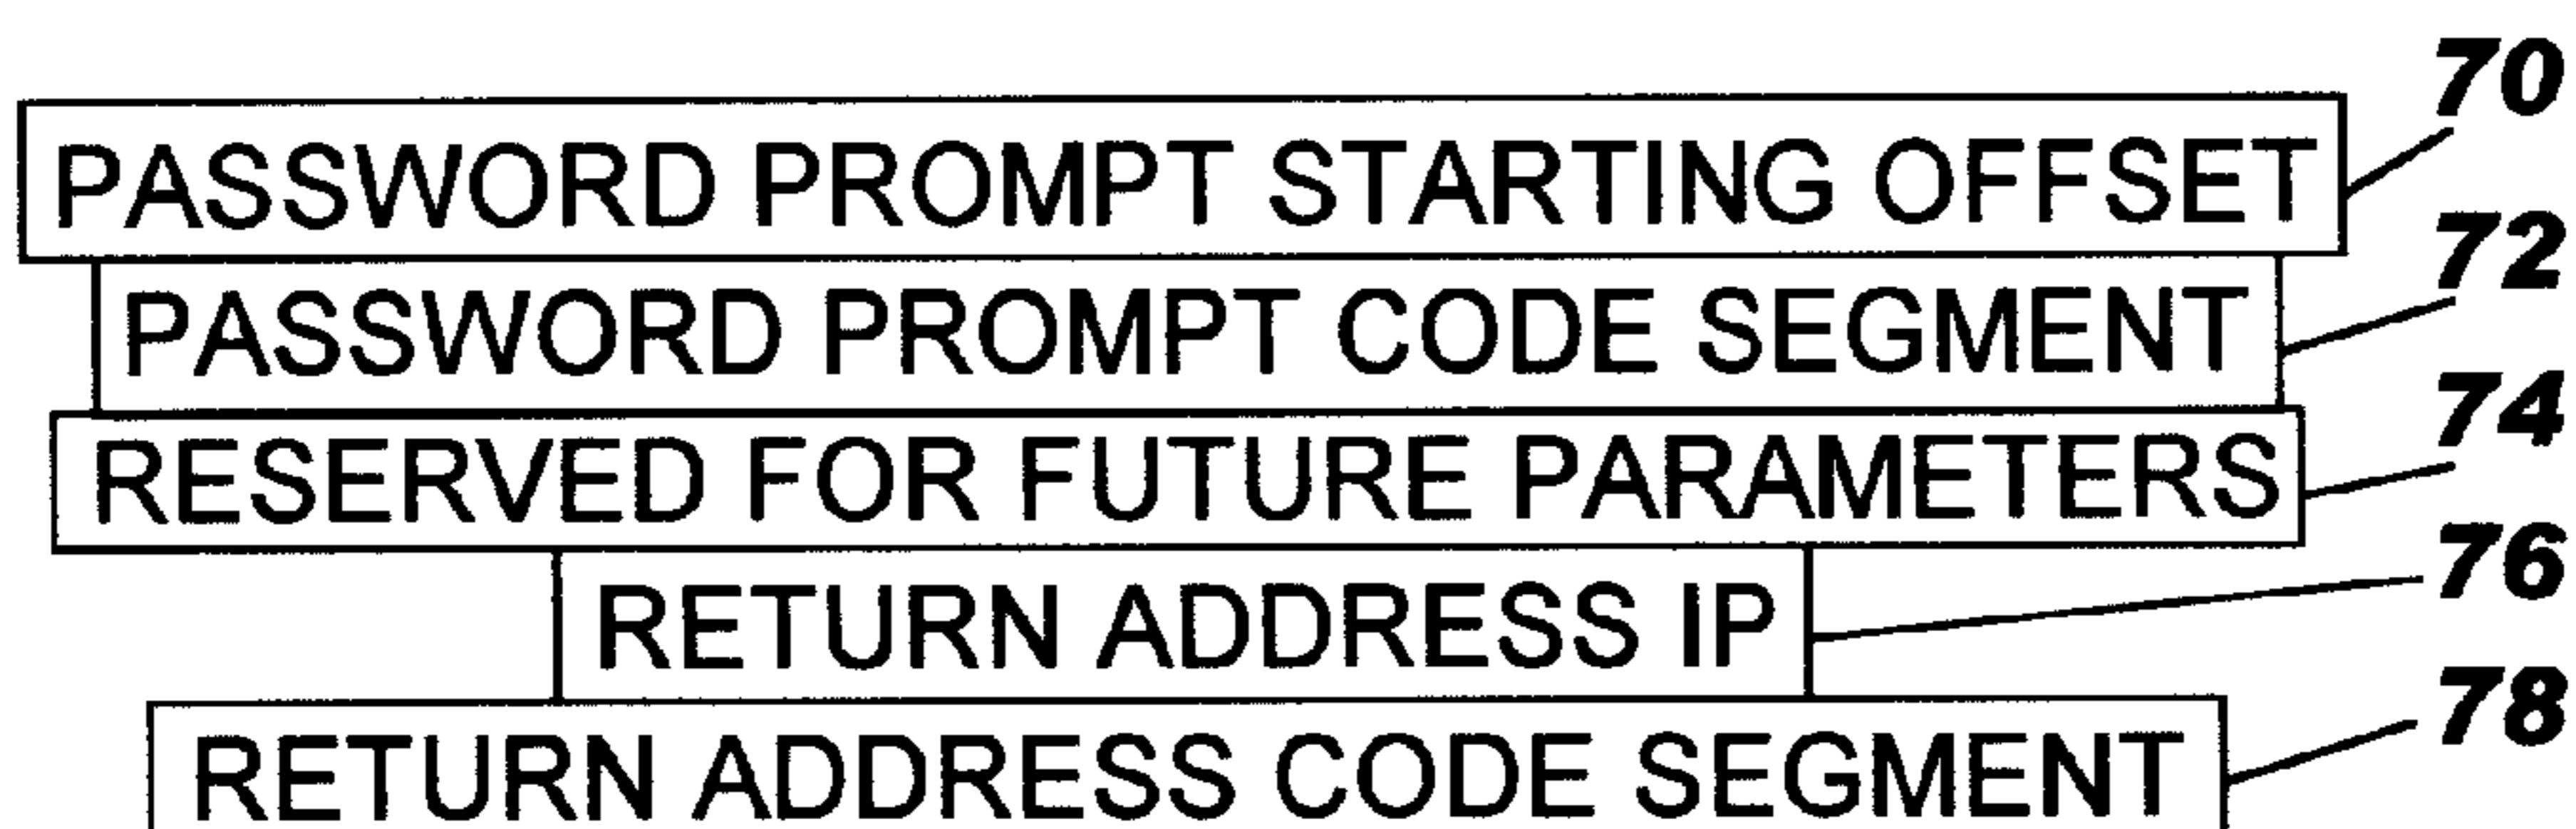 70
PASSWORD PROMPT STARTING OFFSET
72
PASSWORD PROMPT CODE SEGMENT
74
RESERVED FOR FUTURE PARAMETERS
76
RETURN ADDRESS IP
78
RETURN ADDRESS CODE SEGMENT